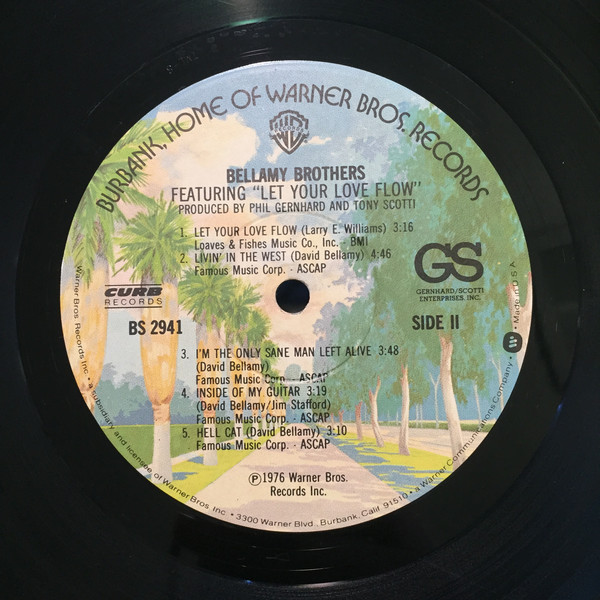 BURBANK, HOME OF WARNER BROS. RECORDS
WB
RECORDS
BELLAMY BROTHERS
FEATURING "LET YOUR LOVE FLOW"
PRODUCED BY PHIL GERNHARD AND TONY SCOTTI
1. LET YOUR LOVE FLOW (Larry E. Williams) 3:16
Loaves & Fishes Music Co., Inc. - BMI
2. LIVIN' IN THE WEST (David Bellamy) 4:46
Famous Music Corp. - ASCAP
CURB
RECORDS
BS 2941
GS
GERNHARD/SCOTTI
ENTERPRISES, INC.
SIDE II
3. I'M THE ONLY SANE MAN LEFT ALIVE 3:48
(David Bellamy)
Famous Music Corp. - ASCAP
4. INSIDE OF MY GUITAR 3:19
(David Bellamy/Jim Stafford)
Famous Music Corp. - ASCAP
5. HELL CAT (David Bellamy) 3:10
Famous Music Corp. - ASCAP
℗1976 Warner Bros.
Records Inc.
Warner Bros. Records Inc. • a subsidiary and licensee of Warner Bros. Inc. • 3300 Warner Blvd., Burbank, Calif. 91510 • a Warner Communications Company • Made in U.S.A.